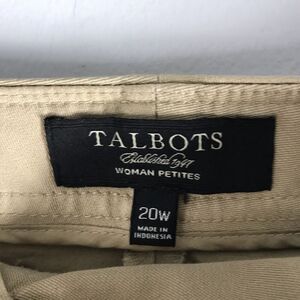 TALBOTS
Established 1947
WOMAN PETITES
20W
MADE IN
INDONESIA